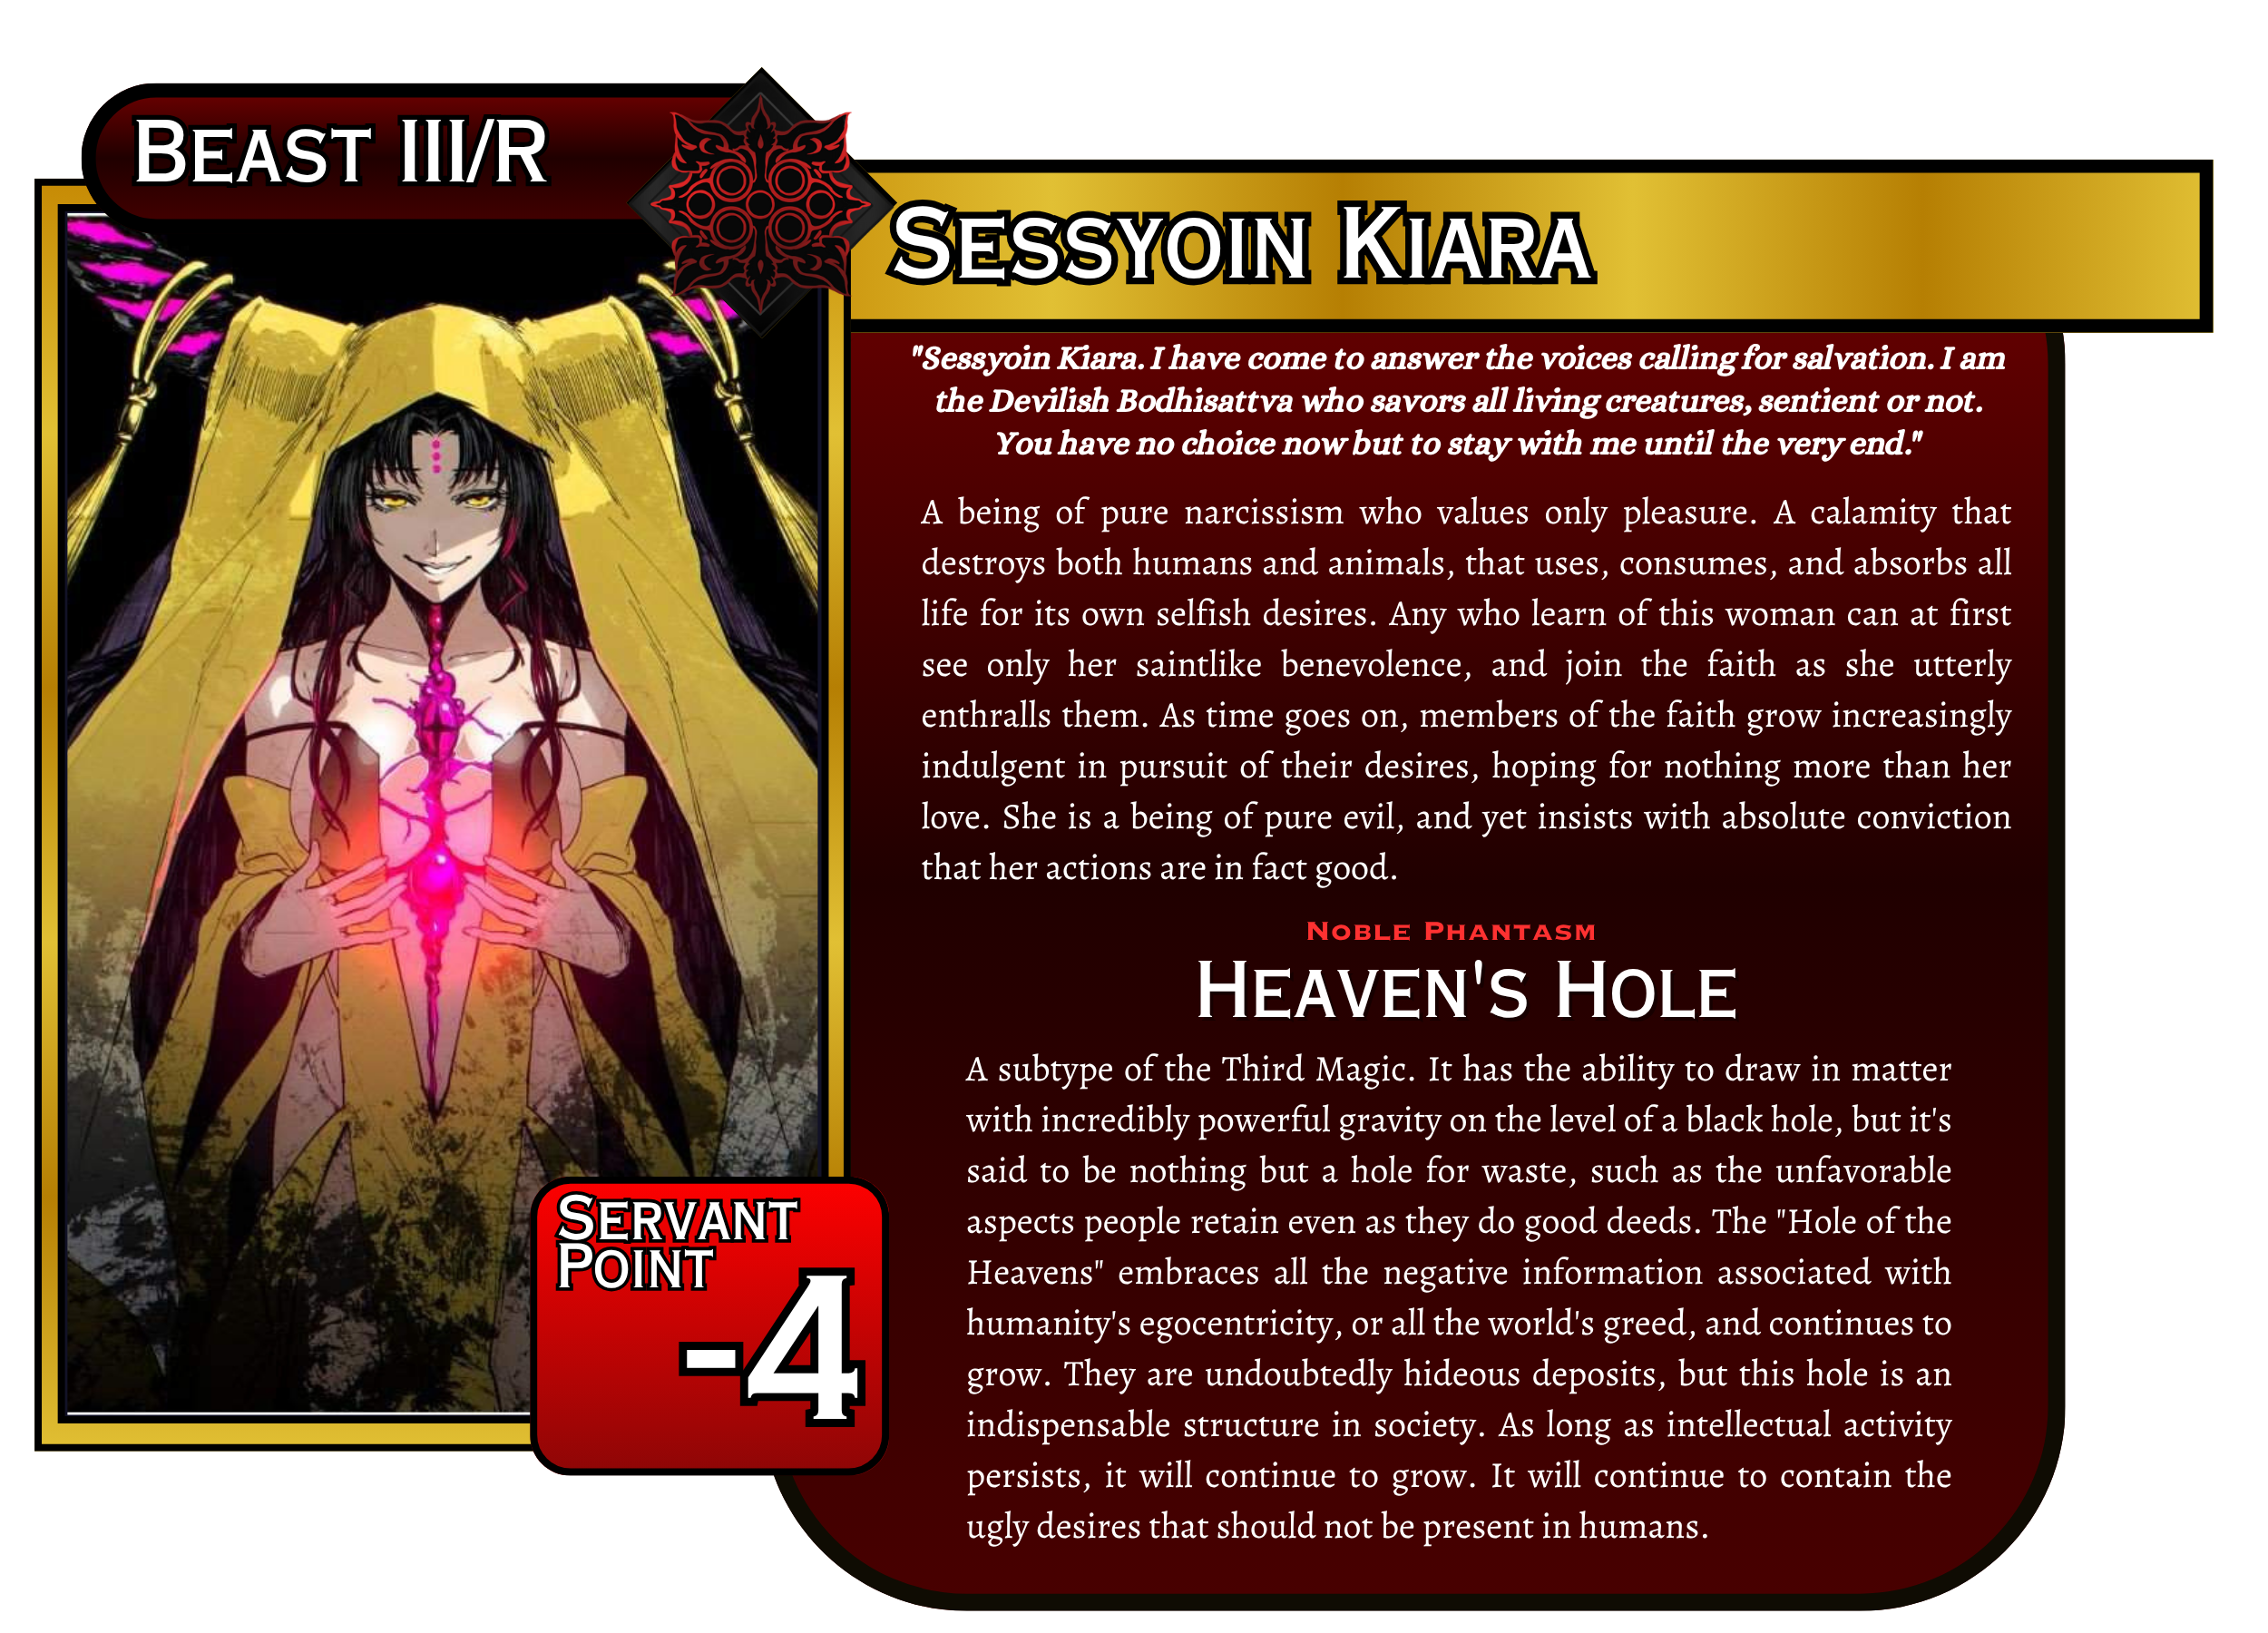 BEAST III/R
SESSYOIN KIARA
"Sessyoin Kiara. I have come to answer the voices calling for salvation. I am
the Devilish Bodhisattva who savors all living creatures, sentient or not.
You have no choice now but to stay with me until the very end."
A being of pure narcissism who values only pleasure. A calamity that
destroys both humans and animals, that uses, consumes, and absorbs all
life for its own selfish desires. Any who learn of this woman can at first
see only her saintlike benevolence, and join the faith as she utterly
enthralls them. As time goes on, members of the faith grow increasingly
indulgent in pursuit of their desires, hoping for nothing more than her
love. She is a being of pure evil, and yet insists with absolute conviction
that her actions are in fact good.
NOBLE PHANTASM
HEAVEN'S HOLE
A subtype of the Third Magic. It has the ability to draw in matter
with incredibly powerful gravity on the level of a black hole, but it's
said to be nothing but a hole for waste, such as the unfavorable
aspects people retain even as they do good deeds. The "Hole of the
Heavens" embraces all the negative information associated with
humanity's egocentricity, or all the world's greed, and continues to
grow. They are undoubtedly hideous deposits, but this hole is an
indispensable structure in society. As long as intellectual activity
persists, it will continue to grow. It will continue to contain the
ugly desires that should not be present in humans.
SERVANT
POINT
-4